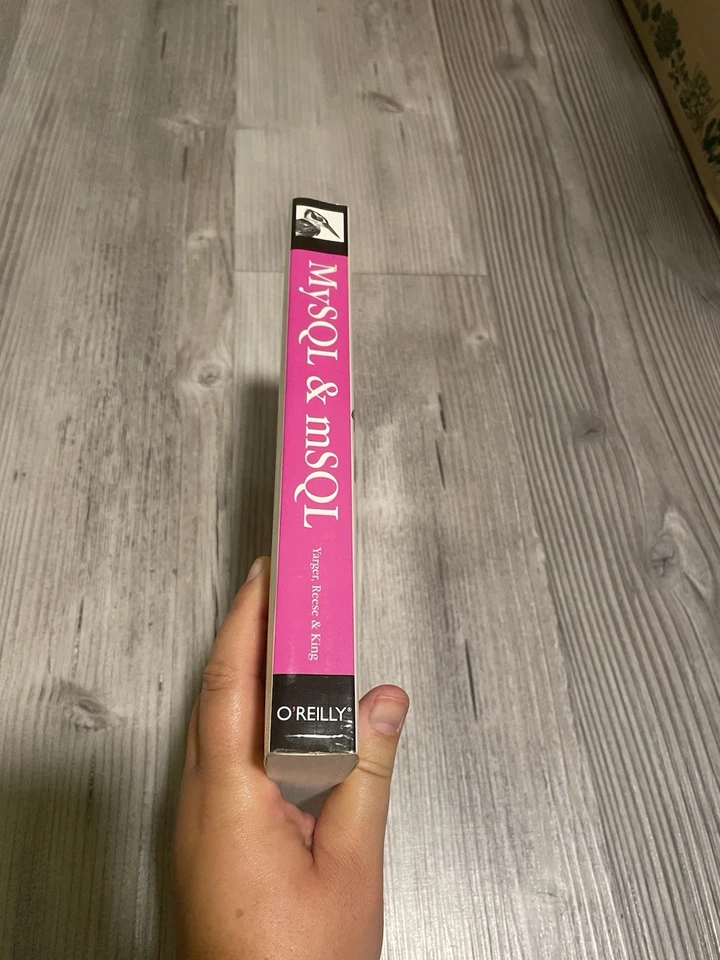 MySQL & mSQL
Yarger, Reese & King
O'REILLY®